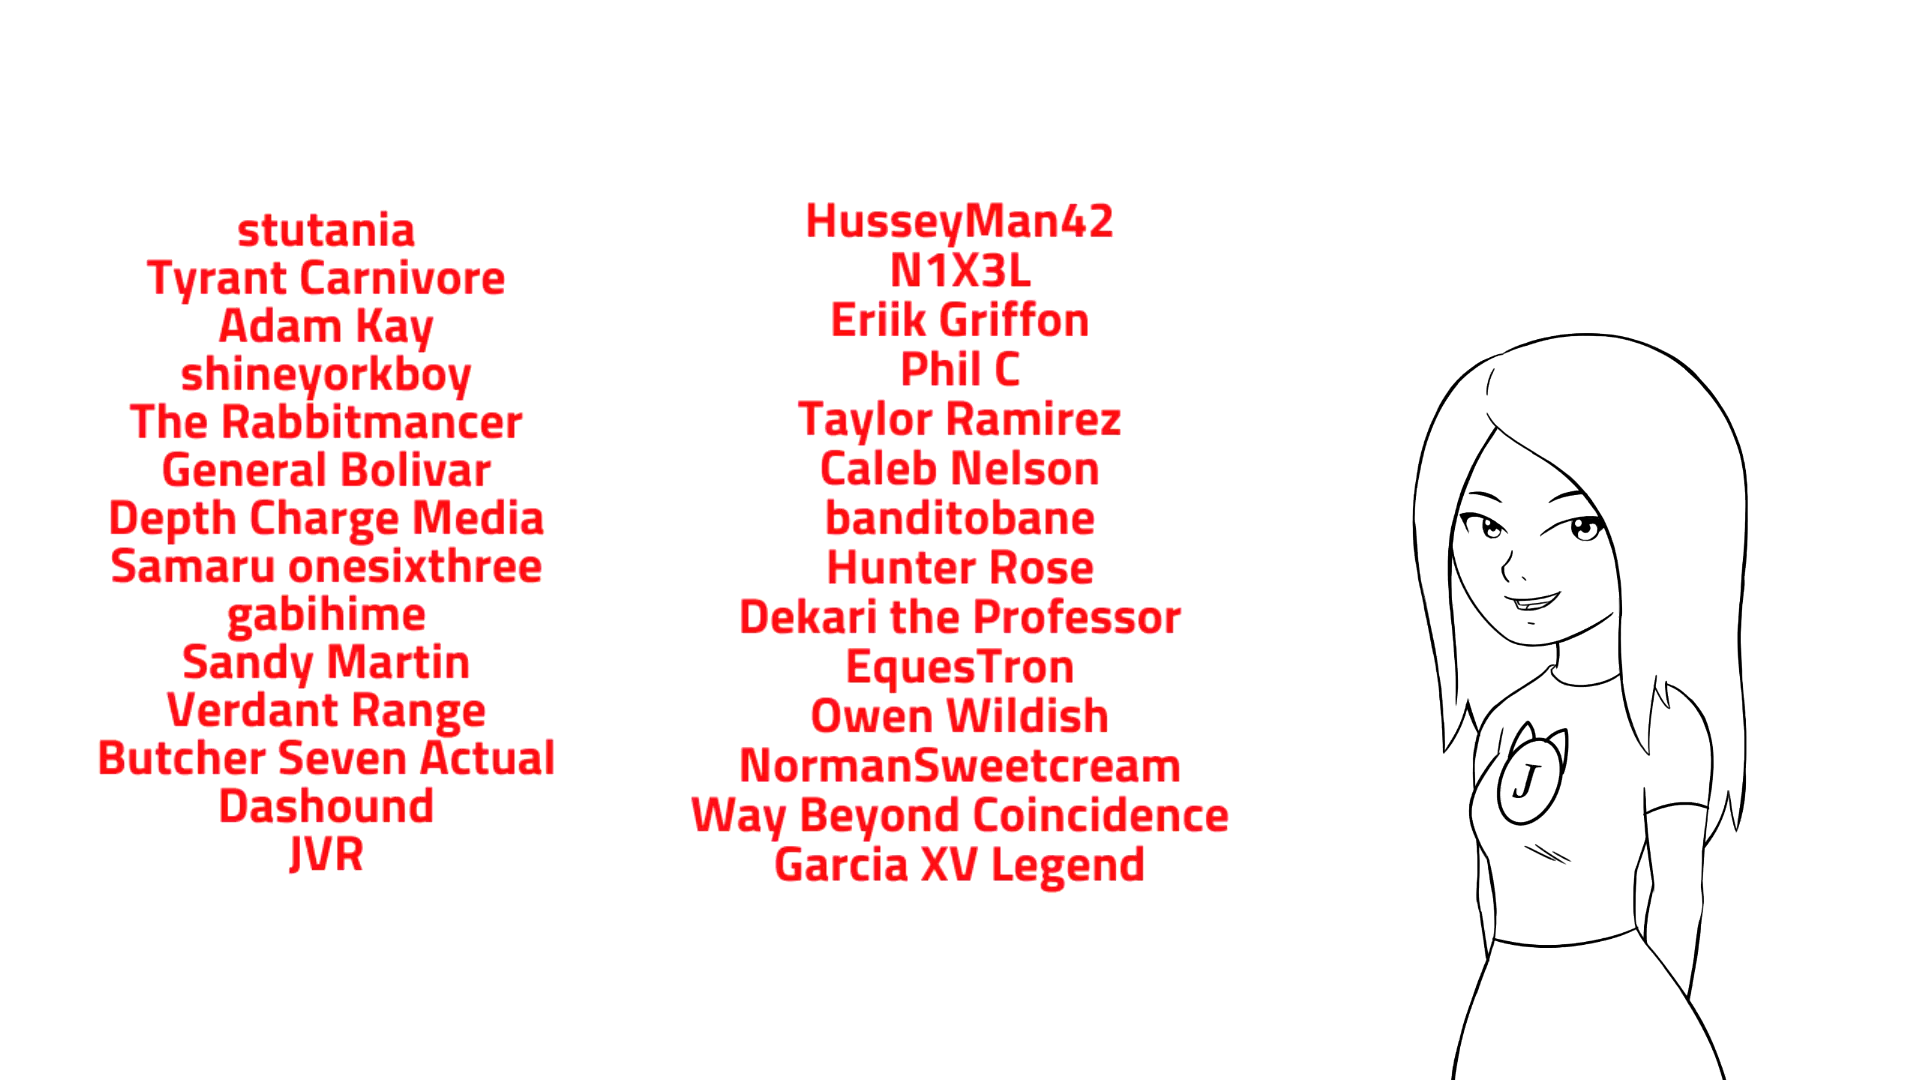 stutania
Tyrant Carnivore
Adam Kay
shineyorkboy
The Rabbitmancer
General Bolivar
Depth Charge Media
Samaru onesixthree
gabihime
Sandy Martin
Verdant Range
Butcher Seven Actual
Dashound
JVR
HusseyMan42
N1X3L
Eriik Griffon
Phil C
Taylor Ramirez
Caleb Nelson
banditobane
Hunter Rose
Dekari the Professor
EquesTron
Owen Wildish
NormanSweetcream
Way Beyond Coincidence
Garcia XV Legend
J